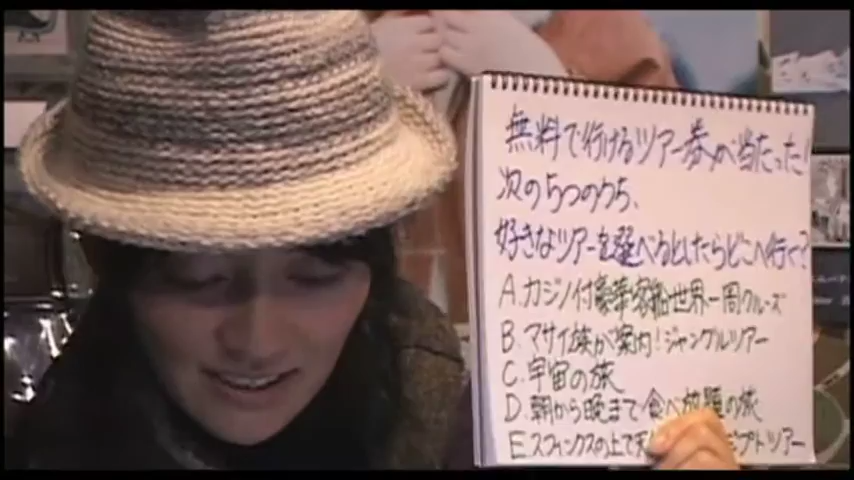 無料で行けるツアー券が当たった!
次の5つのうち、
好きなツアーを選べるとしたらどこへ行く?
A.カジノ付豪華客船世界一周クルーズ
B.マサイ族が案内!ジャングルツアー
C.宇宙の旅
D.朝から晩まで食べ放題の旅
E スフィンクスの上で プトツアー